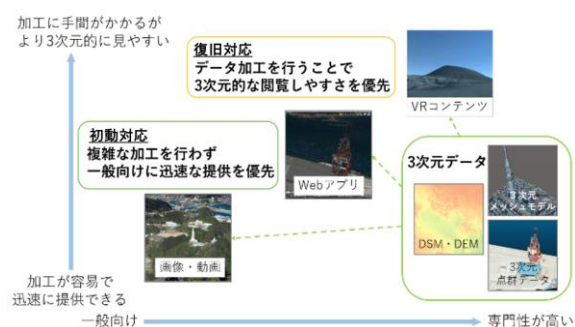 加工に手間がかかるが
より3次元的に見やすい
復旧対応
データ加工を行うことで
3次元的な閲覧しやすさを優先
VRコンテンツ
初動対応
複雑な加工を行わず
一般向けに迅速な提供を優先
Webアプリ
3次元データ
3次元
メッシュモデル
DSM・DEM
3次元
点群データ
画像・動画
加工が容易で
迅速に提供できる
一般向け
専門性が高い